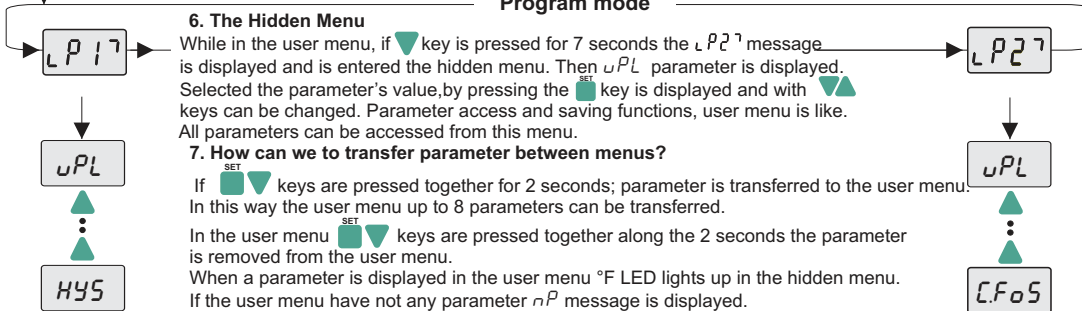 Program mode
6. The Hidden Menu
While in the user menu, if key is pressed for 7 seconds the message
is displayed and is entered the hidden menu. Then uPL parameter is displayed.
SET
Selected the parameter's value,by pressing the key is displayed and with
keys can be changed. Parameter access and saving functions, user menu is like.
All parameters can be accessed from this menu.
7. How can we to transfer parameter between menus?
SET
If keys are pressed together for 2 seconds; parameter is transferred to the user menu.
In this way the user menu up to 8 parameters can be transferred.
SET
In the user menu keys are pressed together along the 2 seconds the parameter
is removed from the user menu.
When a parameter is displayed in the user menu °F LED lights up in the hidden menu.
If the user menu have not any parameter nP message is displayed.
uPL
HYS
uPL
C.FoS